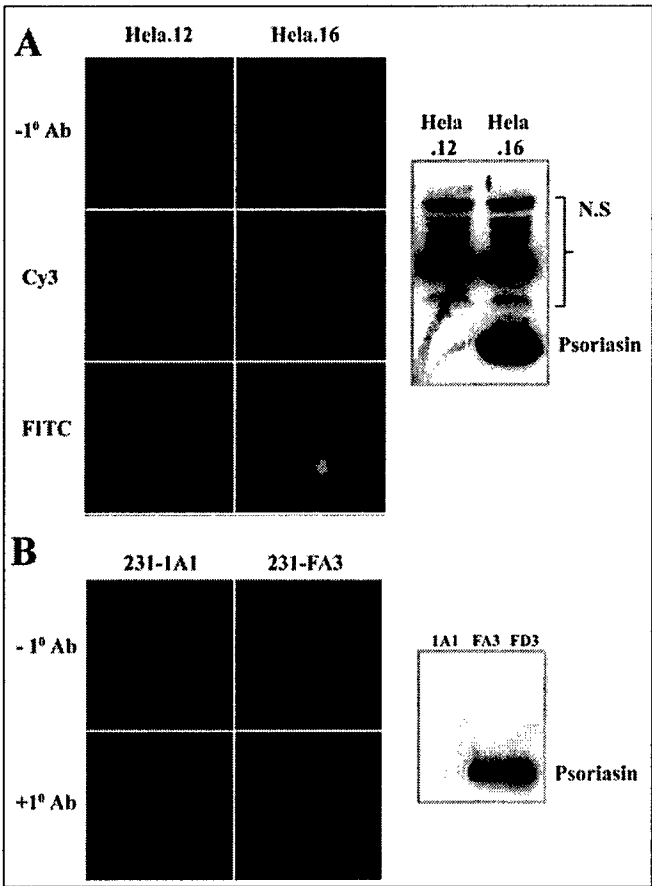 A
Hela.12 Hela.16
-1⁰ Ab
Cy3
FITC
Hela Hela
.12 .16
N.S
Psoriasin
B
231-1A1 231-FA3
- 1⁰ Ab
+1⁰ Ab
1A1 FA3 FD3
Psoriasin